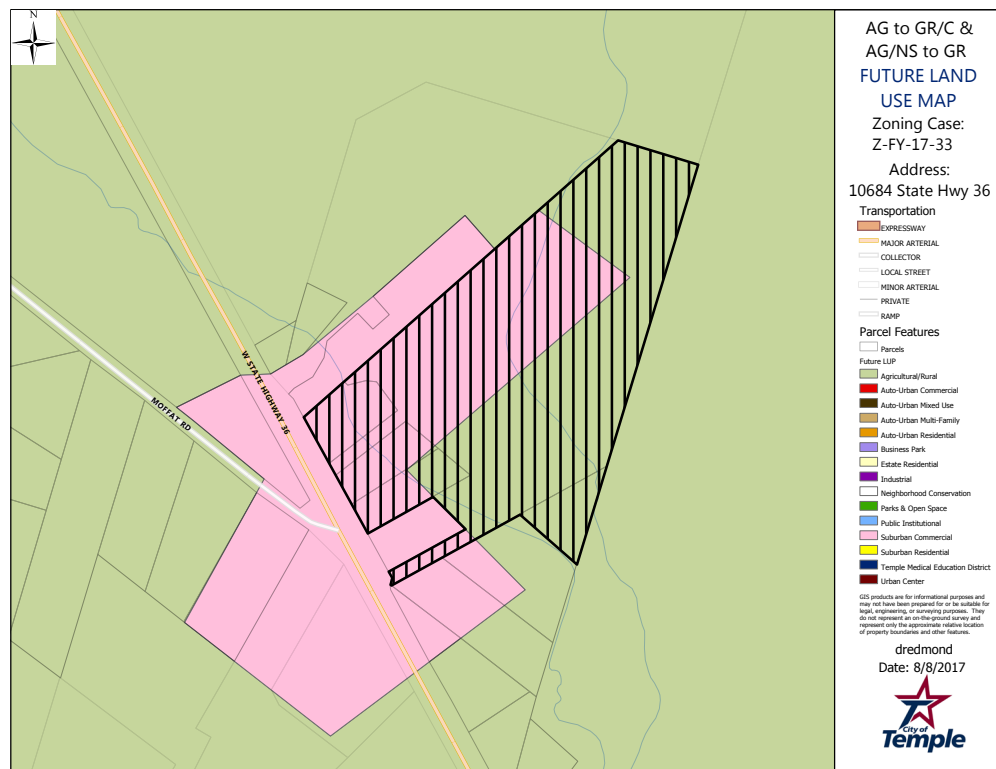 N
W STATE HIGHWAY 36
MOFFAT RD
AG to GR/C &
AG/NS to GR
FUTURE LAND
USE MAP
Zoning Case:
Z-FY-17-33
Address:
10684 State Hwy 36
Transportation
EXPRESSWAY
MAJOR ARTERIAL
COLLECTOR
LOCAL STREET
MINOR ARTERIAL
PRIVATE
RAMP
Parcel Features
Parcels
Future LUP
Agricultural/Rural
Auto-Urban Commercial
Auto-Urban Mixed Use
Auto-Urban Multi-Family
Auto-Urban Residential
Business Park
Estate Residential
Industrial
Neighborhood Conservation
Parks & Open Space
Public Institutional
Suburban Commercial
Suburban Residential
Temple Medical Education District
Urban Center
GIS products are for informational purposes and
may not have been prepared for or be suitable for
legal, engineering, or surveying purposes. They
do not represent an on-the-ground survey and
represent only the approximate relative location
of property boundaries and other features.
dredmond
Date: 8/8/2017
City of
Temple